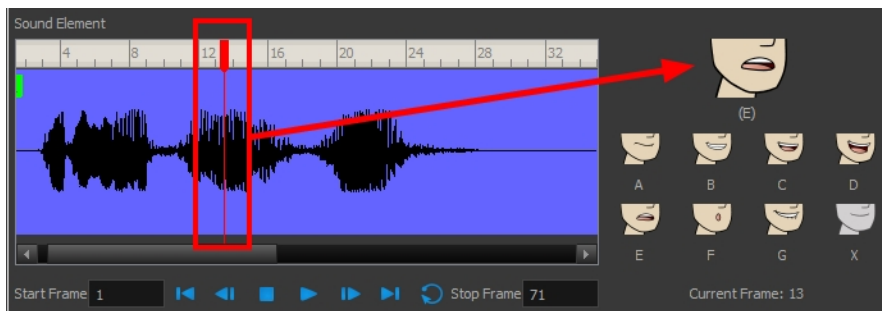 Sound Element
4 8 12 16 20 24 28 32
(E)
A B C D
E F G X
Start Frame 1 Stop Frame 71 Current Frame: 13